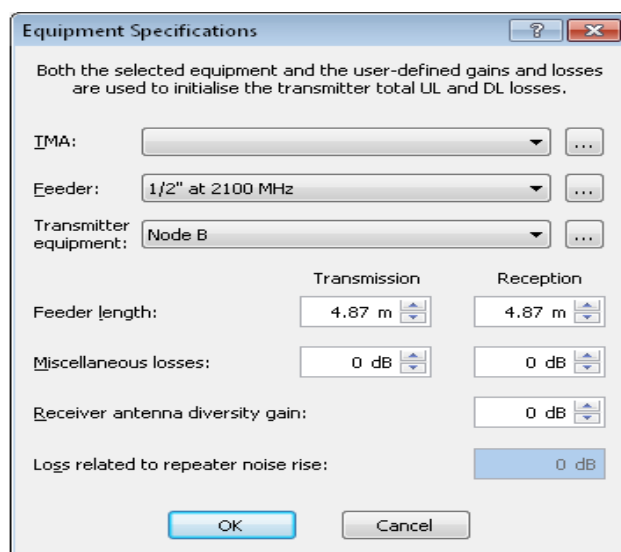 Equipment Specifications
Both the selected equipment and the user-defined gains and losses
are used to initialise the transmitter total UL and DL losses.
TMA:
...
Feeder: 1/2" at 2100 MHz ...
Transmitter
equipment: Node B ...
Transmission Reception
Feeder length: 4.87 m 4.87 m
Miscellaneous losses: 0 dB 0 dB
Receiver antenna diversity gain: 0 dB
Loss related to repeater noise rise: 0 dB
OK Cancel